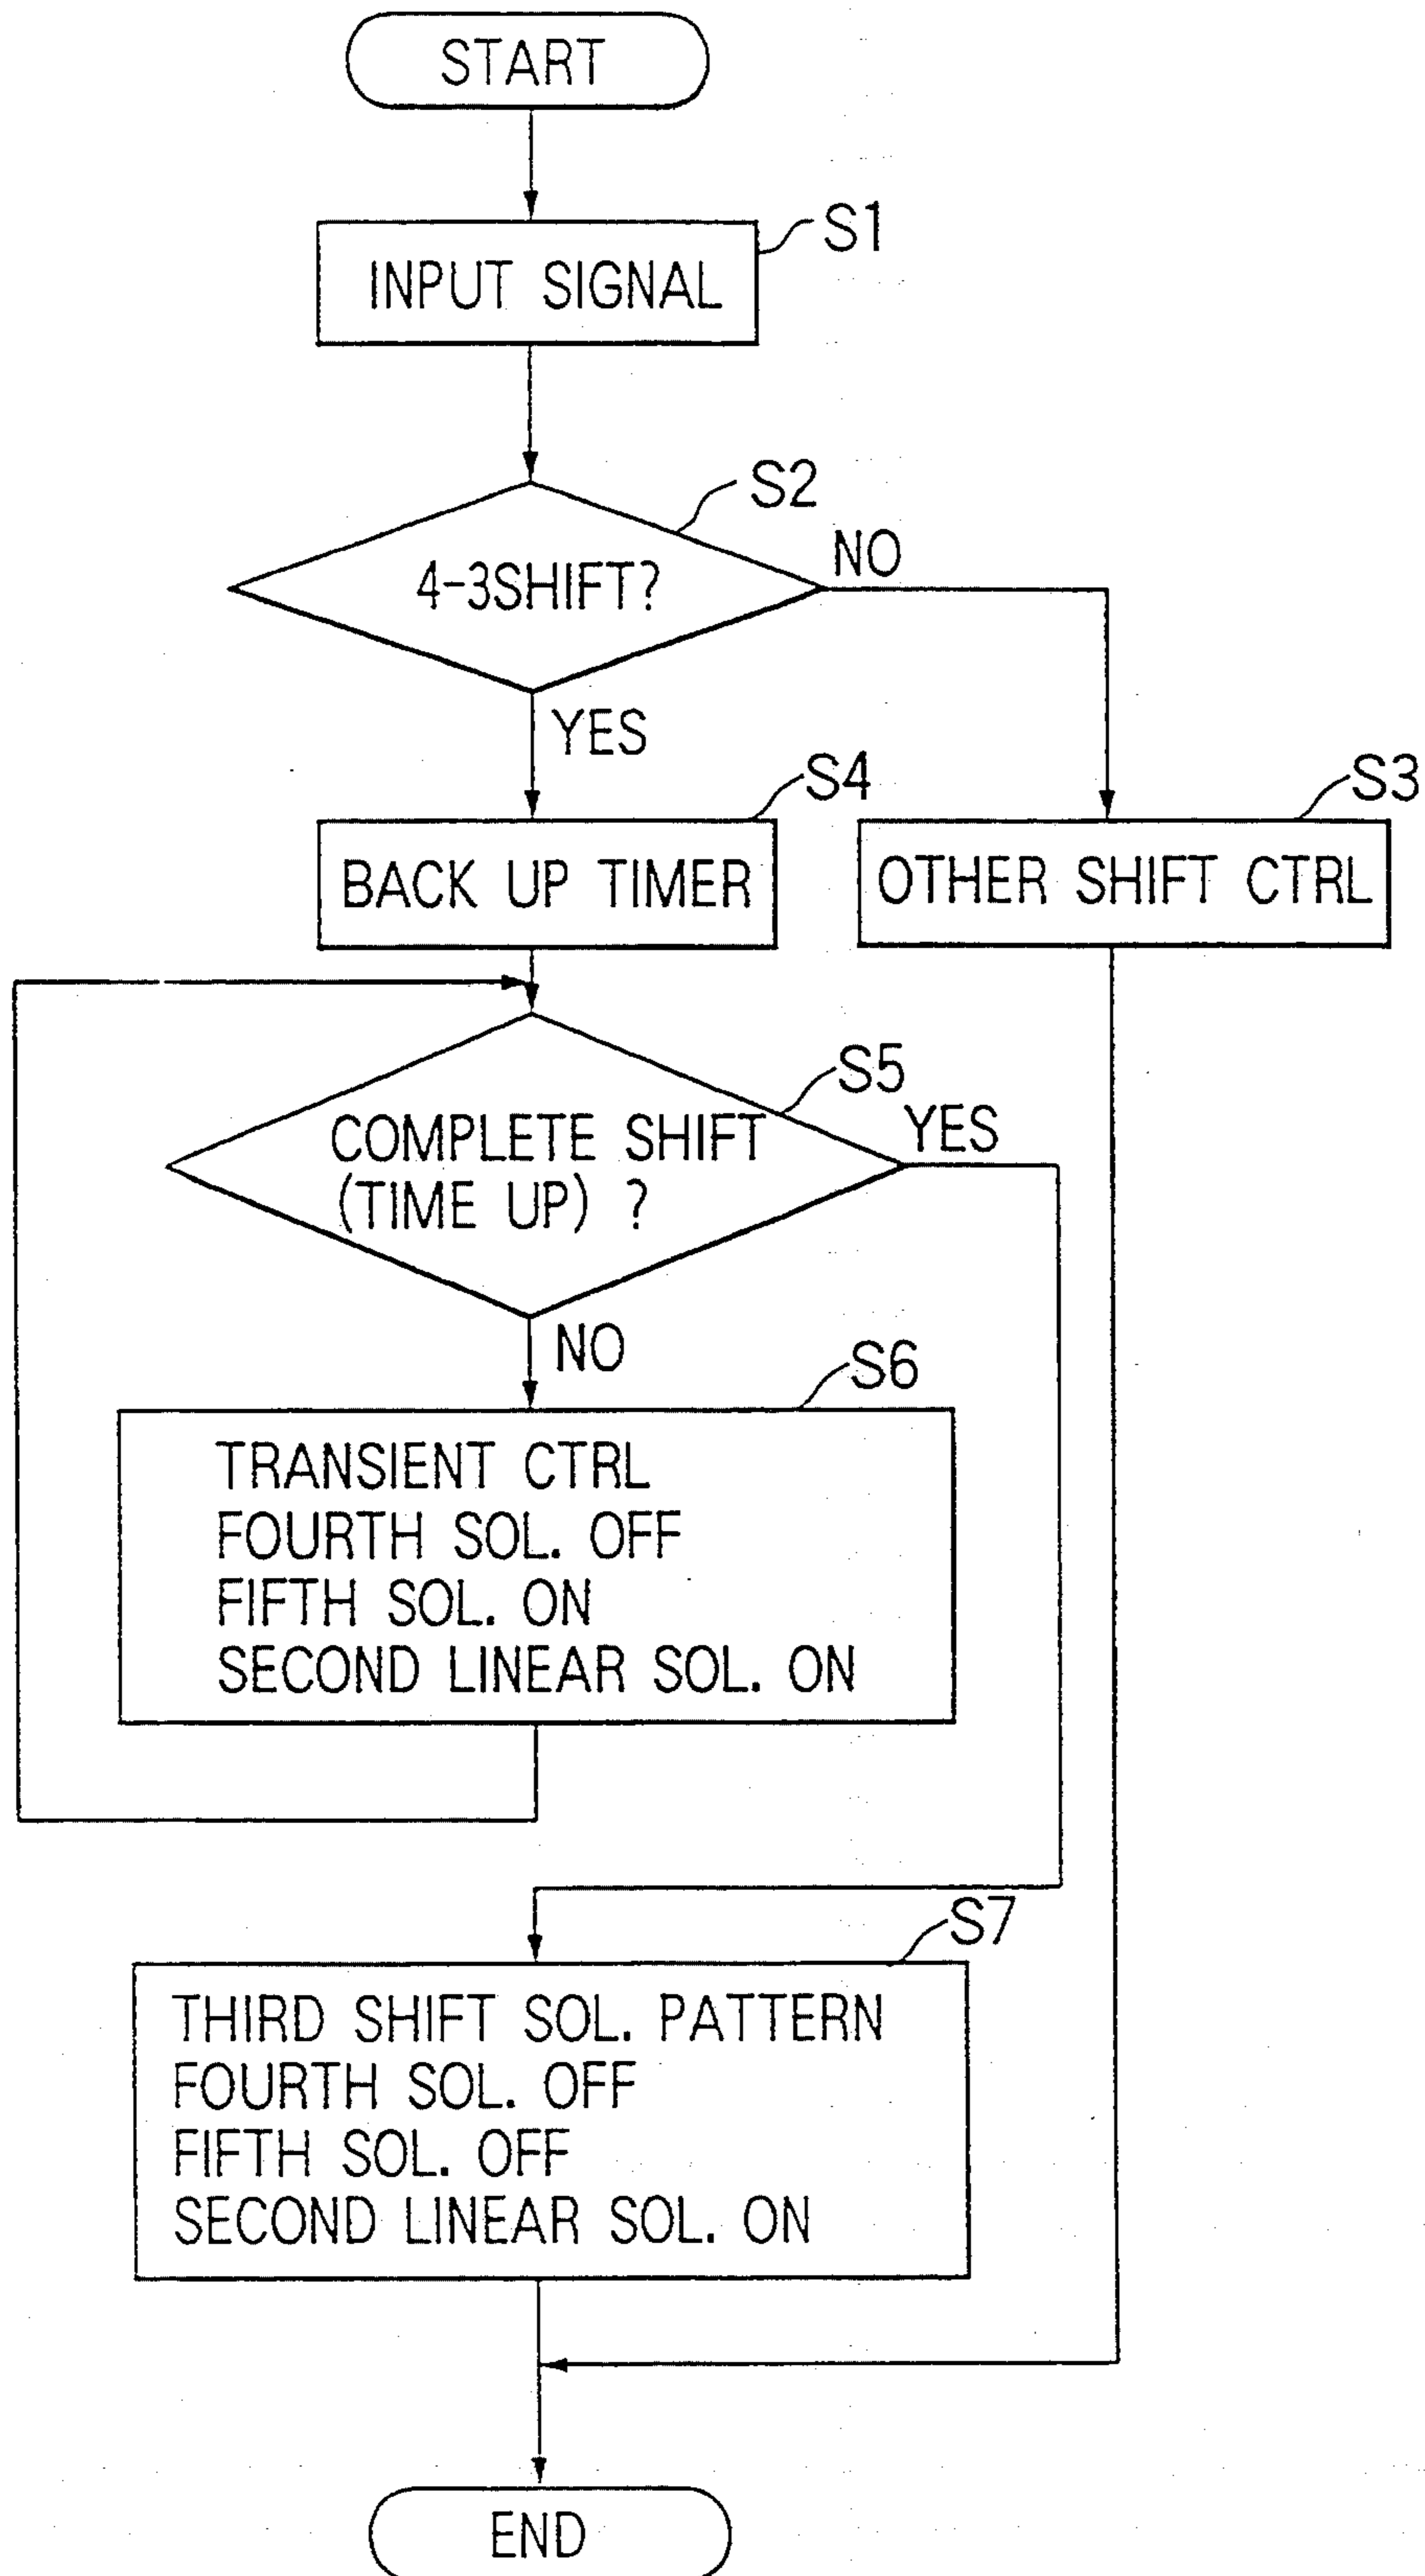 START
S1
INPUT SIGNAL
S2
4-3SHIFT?
NO
YES
S4
S3
BACK UP TIMER
OTHER SHIFT CTRL
S5
YES
COMPLETE SHIFT
(TIME UP) ?
NO
S6
TRANSIENT CTRL
FOURTH SOL. OFF
FIFTH SOL. ON
SECOND LINEAR SOL. ON
S7
THIRD SHIFT SOL. PATTERN
FOURTH SOL. OFF
FIFTH SOL. OFF
SECOND LINEAR SOL. ON
END